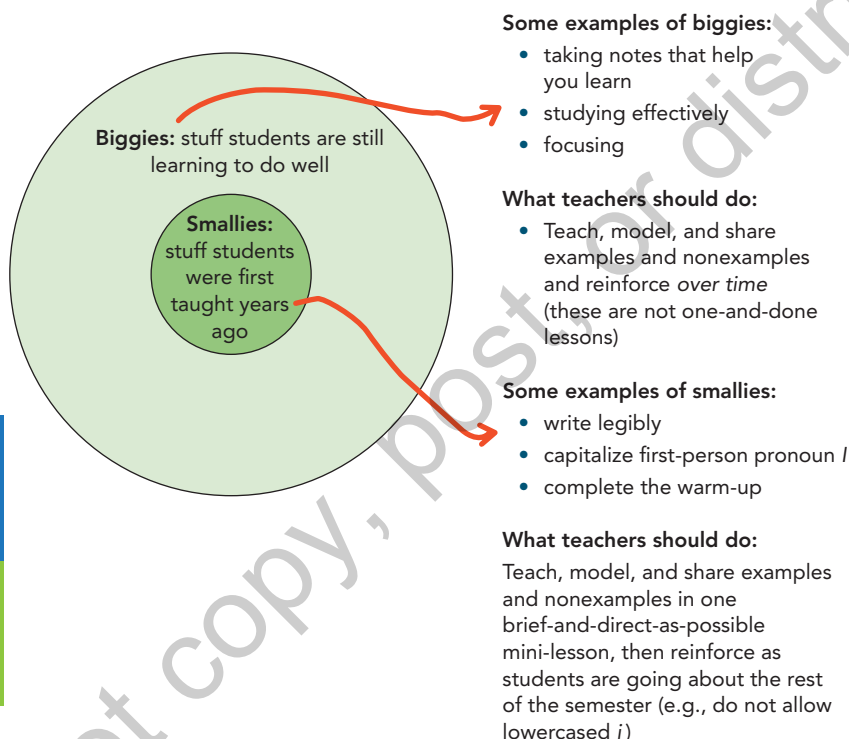 Some examples of biggies:
• taking notes that help
you learn
• studying effectively
• focusing
What teachers should do:
• Teach, model, and share
examples and nonexamples
and reinforce over time
(these are not one-and-done
lessons)
Some examples of smallies:
• write legibly
• capitalize first-person pronoun I
• complete the warm-up
What teachers should do:
Teach, model, and share examples
and nonexamples in one
brief-and-direct-as-possible
mini-lesson, then reinforce as
students are going about the rest
of the semester (e.g., do not allow
lowercased i)
Biggies: stuff students are still
learning to do well
Smallies:
stuff students
were first
taught years
ago
copy, post, or